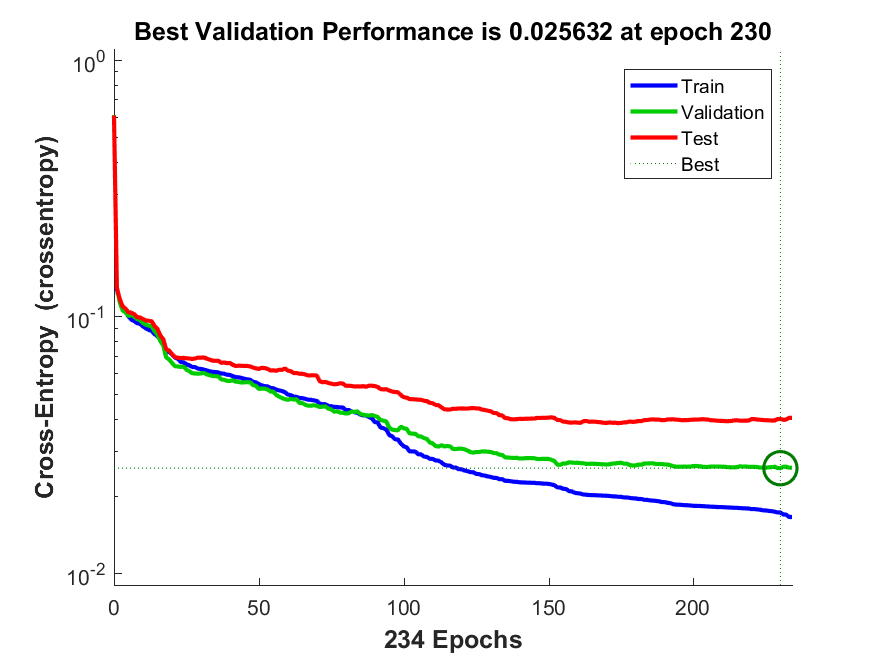 Best Validation Performance is 0.025632 at epoch 230
Cross-Entropy  (crossentropy)
10^0
10^-1
10^-2
Train
Validation
Test
Best
0
50
100
150
200
234 Epochs